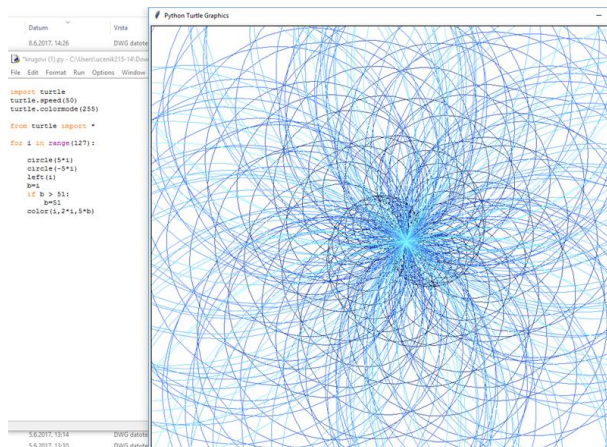 Datum
Vrsta
8.6.2017. 14:26
DWG datote
Python Turtle Graphics
*krugovi (1).py - C:\Users\ucenik215-14\Dow
File Edit Format Run Options Window
import turtle
turtle.speed(50)
turtle.colormode(255)
from turtle import *
for i in range(127):
circle(5*i)
circle(-5*i)
left(i)
b=i
if b > 51:
b=51
color(i,2*i,5*b)
5.6.2017. 13:14
DWG datote
5.6.2017. 13:10
DWG datote